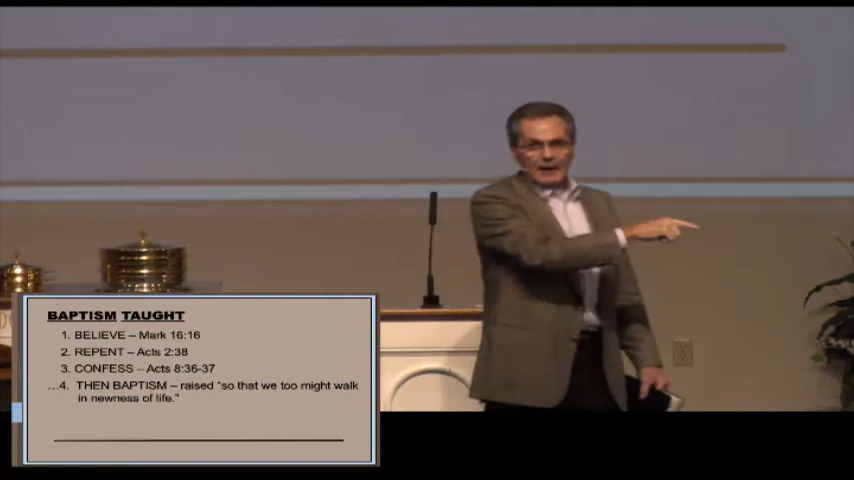 BAPTISM TAUGHT
1. BELIEVE – Mark 16:16
2. REPENT – Acts 2:38
3. CONFESS – Acts 8:36-37
...4. THEN BAPTISM – raised “so that we too might walk
in newness of life.”